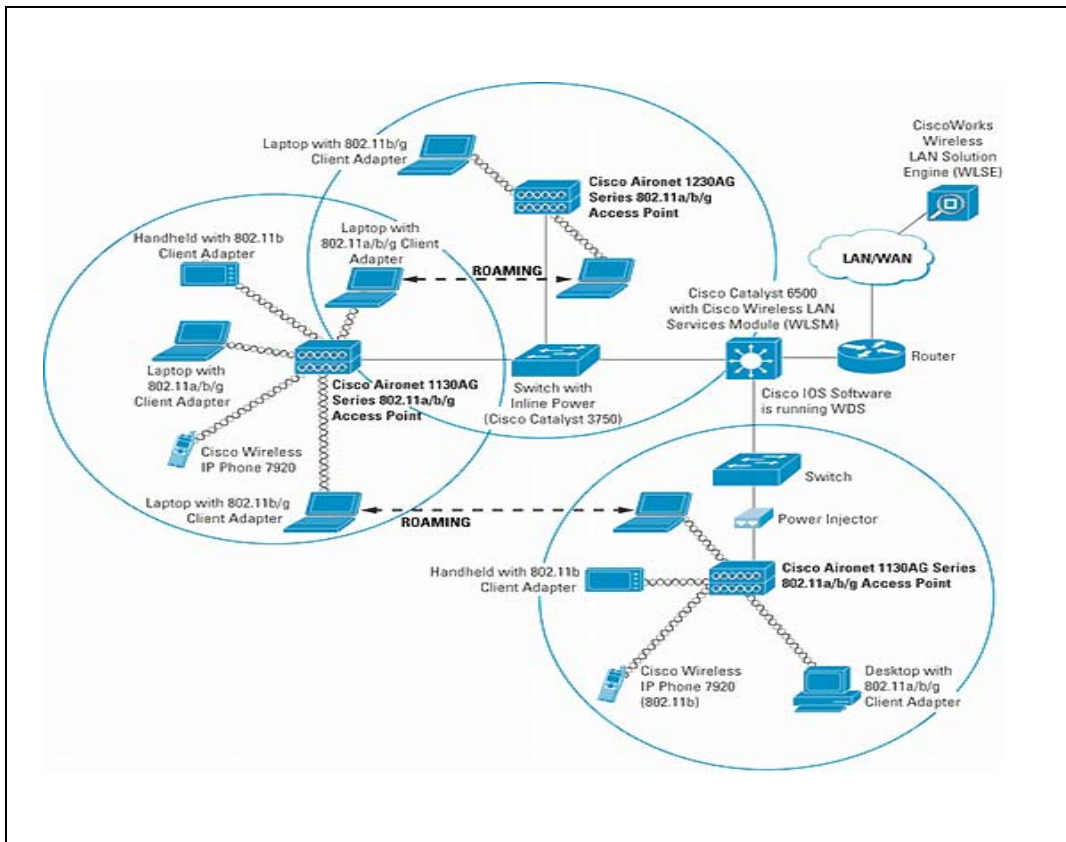 Laptop with 802.11b/g
Client Adapter
Cisco Aironet 1230AG
Series 802.11a/b/g
Access Point
CiscoWorks
Wireless
LAN Solution
Engine (WLSE)
Handheld with 802.11b
Client Adapter
Laptop with
802.11a/b/g Client
Adapter
ROAMING
LAN/WAN
Cisco Catalyst 6500
with Cisco Wireless LAN
Services Module (WLSM)
Router
Laptop with
802.11a/b/g
Client Adapter
Cisco Aironet 1130AG
Series 802.11a/b/g
Access Point
Switch with
Inline Power
(Cisco Catalyst 3750)
Cisco IOS Software
is running WDS
Cisco Wireless
IP Phone 7920
Switch
Laptop with 802.11b/g
Client Adapter
ROAMING
Power Injector
Handheld with 802.11b
Client Adapter
Cisco Aironet 1130AG Series
802.11a/b/g Access Point
Cisco Wireless
IP Phone 7920
(802.11b)
Desktop with
802.11a/b/g
Client Adapter